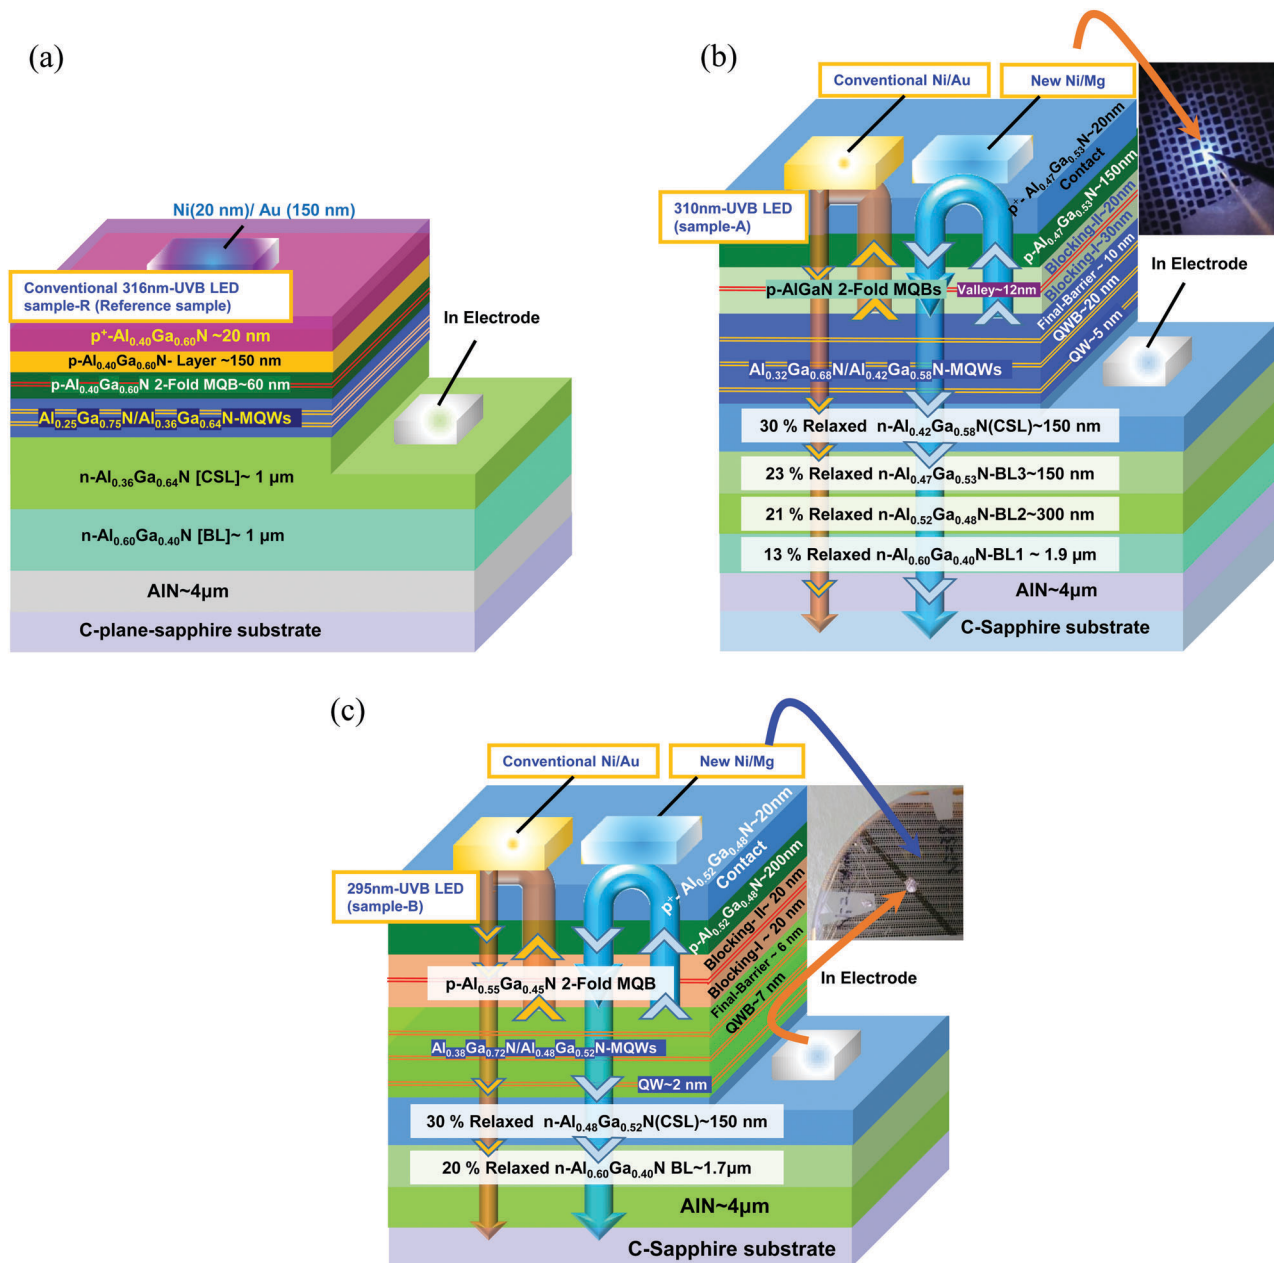 (a)
Ni(20 nm)/ Au (150 nm)
Conventional 316nm-UVB LED
sample-R (Reference sample)
p⁺-Al₀.₄₀Ga₀.₆₀N ~20 nm
p-Al₀.₄₀Ga₀.₆₀N- Layer ~150 nm
p-Al₀.₄₀Ga₀.₆₀N 2-Fold MQB~60 nm
Al₀.₂₅Ga₀.₇₅N/Al₀.₃₆Ga₀.₆₄N-MQWs
In Electrode
n-Al₀.₃₆Ga₀.₆₄N [CSL]~ 1 µm
n-Al₀.₆₀Ga₀.₄₀N [BL]~ 1 µm
AlN~4µm
C-plane-sapphire substrate
(b)
Conventional Ni/Au
New Ni/Mg
310nm-UVB LED
(sample-A)
p⁺- Al₀.₄₇Ga₀.₅₃N~20nm
Contact
p-Al₀.₄₇Ga₀.₅₃N~150nm
Blocking-II~20nm
Blocking-I~30nm
Final-Barrier ~ 10 nm
QWB~20 nm
QW~5 nm
In Electrode
p-AlGaN 2-Fold MQBs
Valley~12nm
Al₀.₃₂Ga₀.₆₈N/Al₀.₄₂Ga₀.₅₈N-MQWs
30 % Relaxed n-Al₀.₄₂Ga₀.₅₈N(CSL)~150 nm
23 % Relaxed n-Al₀.₄₇Ga₀.₅₃N-BL3~150 nm
21 % Relaxed n-Al₀.₅₂Ga₀.₄₈N-BL2~300 nm
13 % Relaxed n-Al₀.₆₀Ga₀.₄₀N-BL1 ~ 1.9 µm
AlN~4µm
C-Sapphire substrate
(c)
Conventional Ni/Au
New Ni/Mg
295nm-UVB LED
(sample-B)
p⁺- Al₀.₅₂Ga₀.₄₈N~20nm
Contact
p-Al₀.₅₂Ga₀.₄₈N~200nm
Blocking- II~ 20 nm
Blocking-I ~ 20 nm
Final-Barrier ~ 6 nm
QWB~7 nm
In Electrode
p-Al₀.₅₅Ga₀.₄₅N 2-Fold MQB
Al₀.₃₈Ga₀.₇₂N/Al₀.₄₈Ga₀.₅₂N-MQWs
QW~2 nm
30 % Relaxed n-Al₀.₄₈Ga₀.₅₂N(CSL)~150 nm
20 % Relaxed n-Al₀.₆₀Ga₀.₄₀N BL~1.7µm
AlN~4µm
C-Sapphire substrate